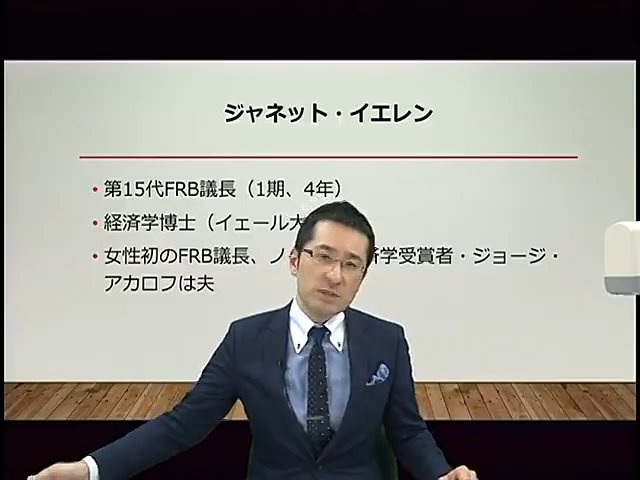 ジャネット・イエレン
• 第15代FRB議長（1期、4年）
• 経済学博士（イェール大
• 女性初のFRB議長、ノ 済学受賞者・ジョージ・
アカロフは夫